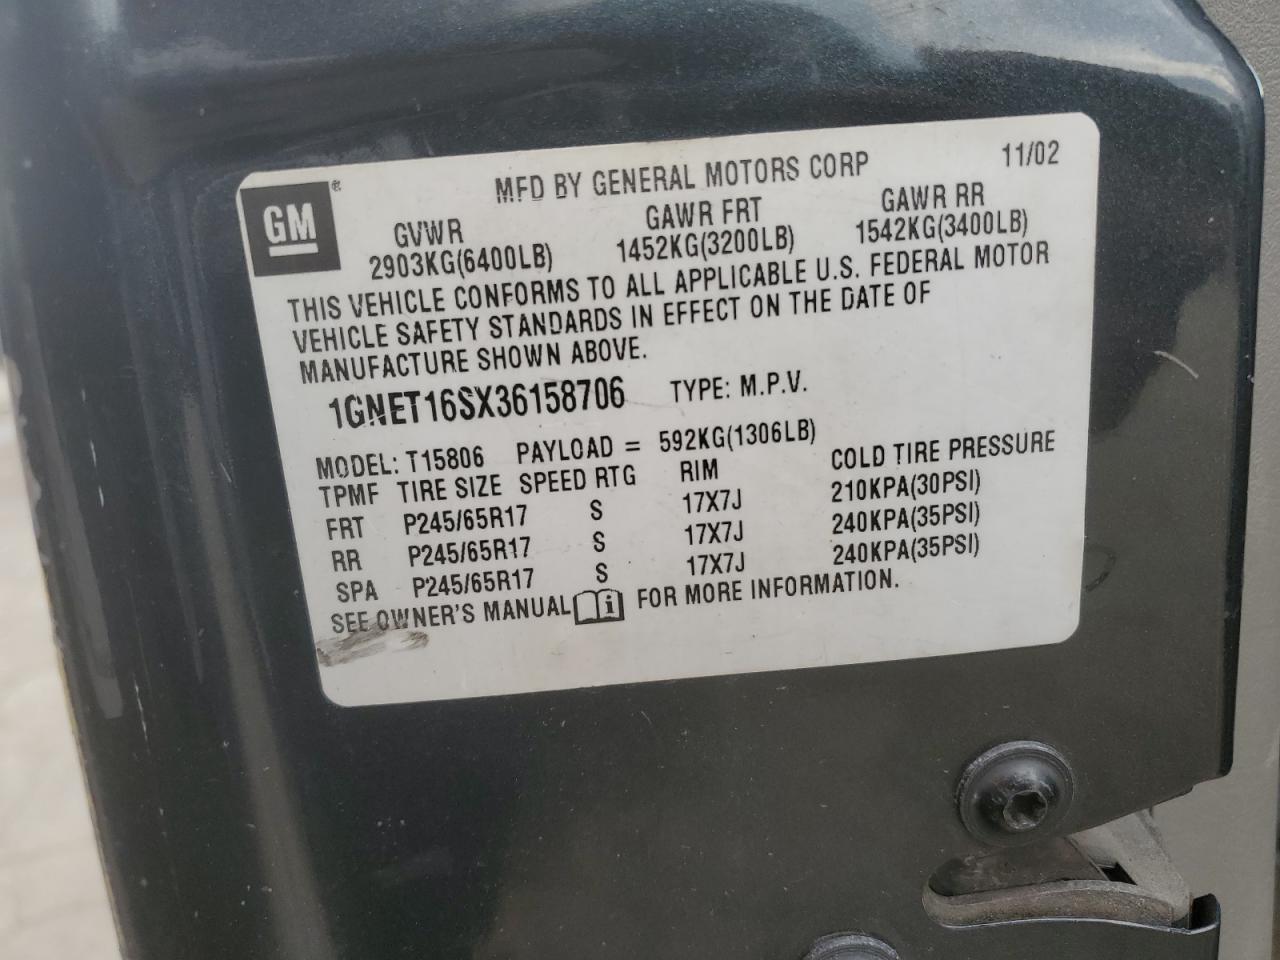 GM®
MFD BY GENERAL MOTORS CORP 11/02
GVWR GAWR FRT GAWR RR
2903KG(6400LB) 1452KG(3200LB) 1542KG(3400LB)
THIS VEHICLE CONFORMS TO ALL APPLICABLE U.S. FEDERAL MOTOR
VEHICLE SAFETY STANDARDS IN EFFECT ON THE DATE OF
MANUFACTURE SHOWN ABOVE.
1GNET16SX36158706 TYPE: M.P.V.
MODEL: T15806 PAYLOAD = 592KG(1306LB)
TPMF TIRE SIZE SPEED RTG RIM COLD TIRE PRESSURE
FRT P245/65R17 S 17X7J 210KPA(30PSI)
RR P245/65R17 S 17X7J 240KPA(35PSI)
SPA P245/65R17 S 17X7J 240KPA(35PSI)
SEE OWNER'S MANUAL i FOR MORE INFORMATION.